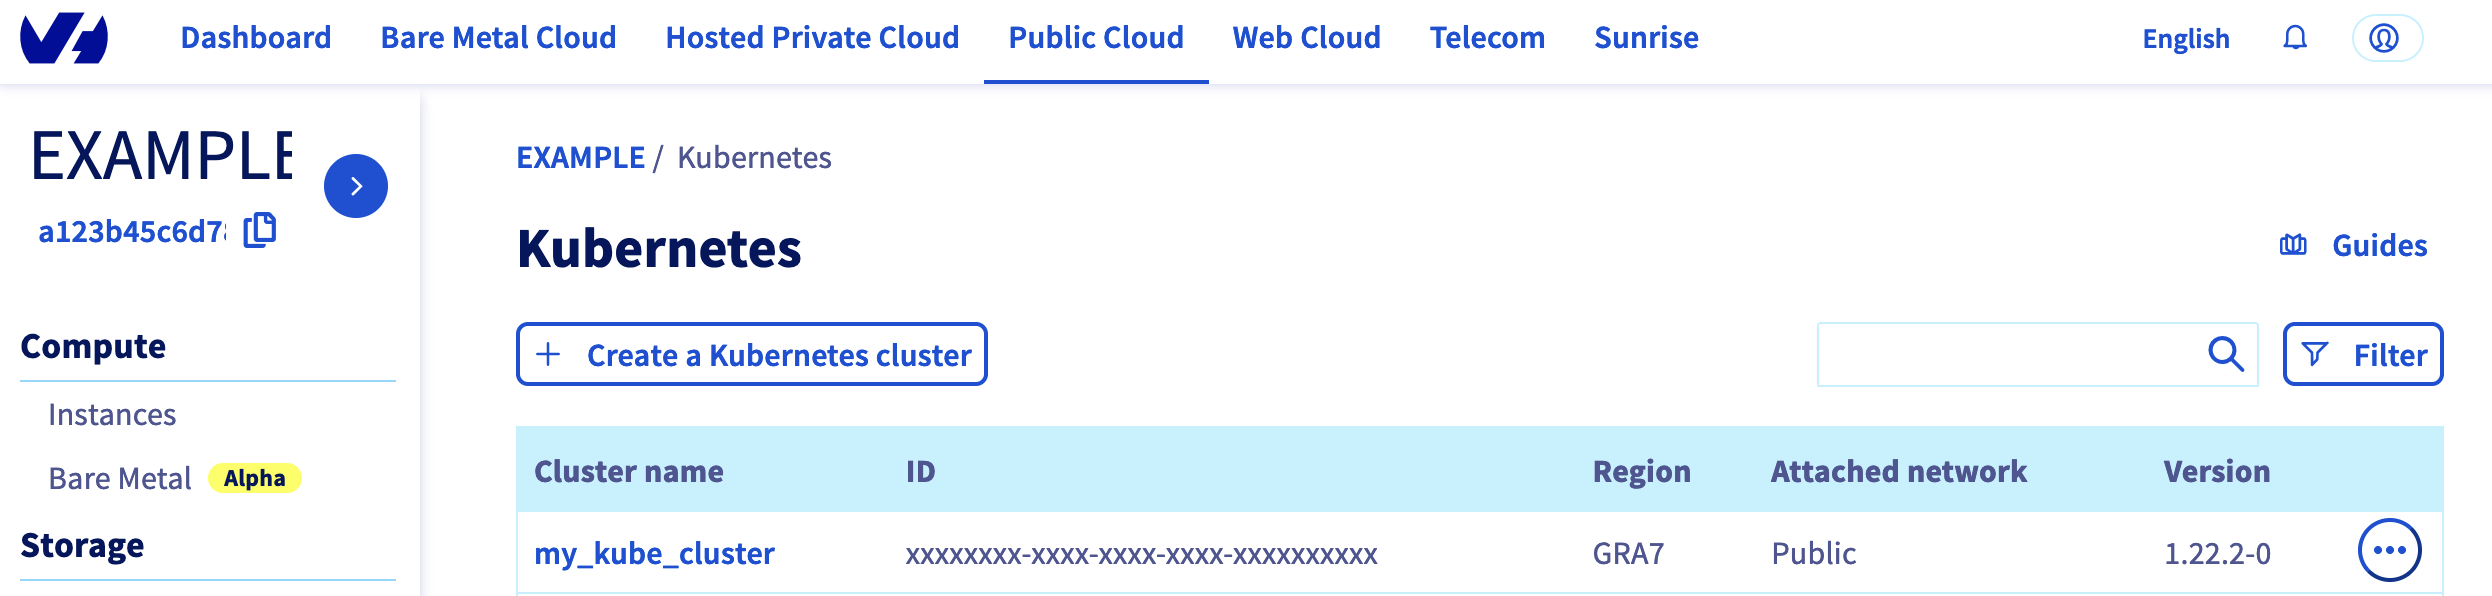 Dashboard Bare Metal Cloud Hosted Private Cloud Public Cloud Web Cloud Telecom Sunrise English
EXAMPLE
a123b45c6d7
EXAMPLE / Kubernetes
Kubernetes
Guides
Create a Kubernetes cluster
Filter
Compute
Instances
Bare Metal Alpha
Storage
Cluster name ID Region Attached network Version
my_kube_cluster xxxxxxxx-xxxx-xxxx-xxxx-xxxxxxxxxx GRA7 Public 1.22.2-0